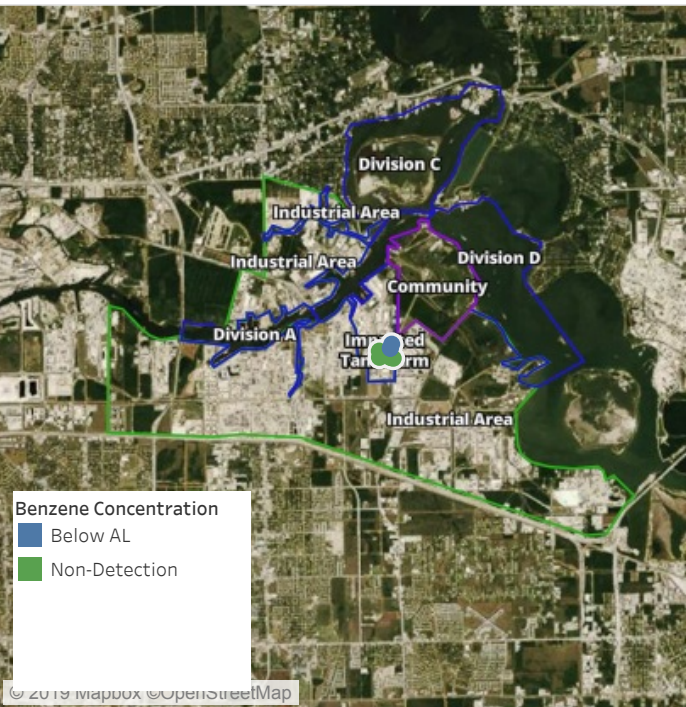 Division C
Industrial Area
Division D
Industrial Area
Community
Division A
Industrial Area
Benzene Concentration
Below AL
Non-Detection
© 2019 Mapbox ©OpenStreetMap